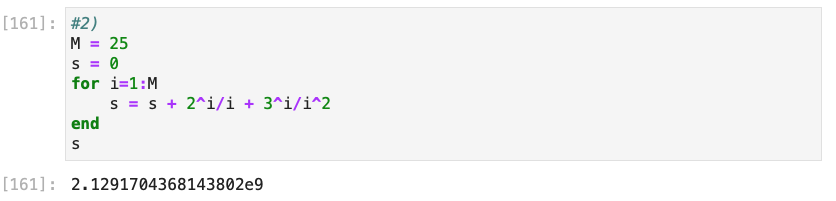 [161]: #2)
M = 25
s = 0
for i=1:M
    s = s + 2^i/i + 3^i/i^2
end
s
[161]: 2.1291704368143802e9